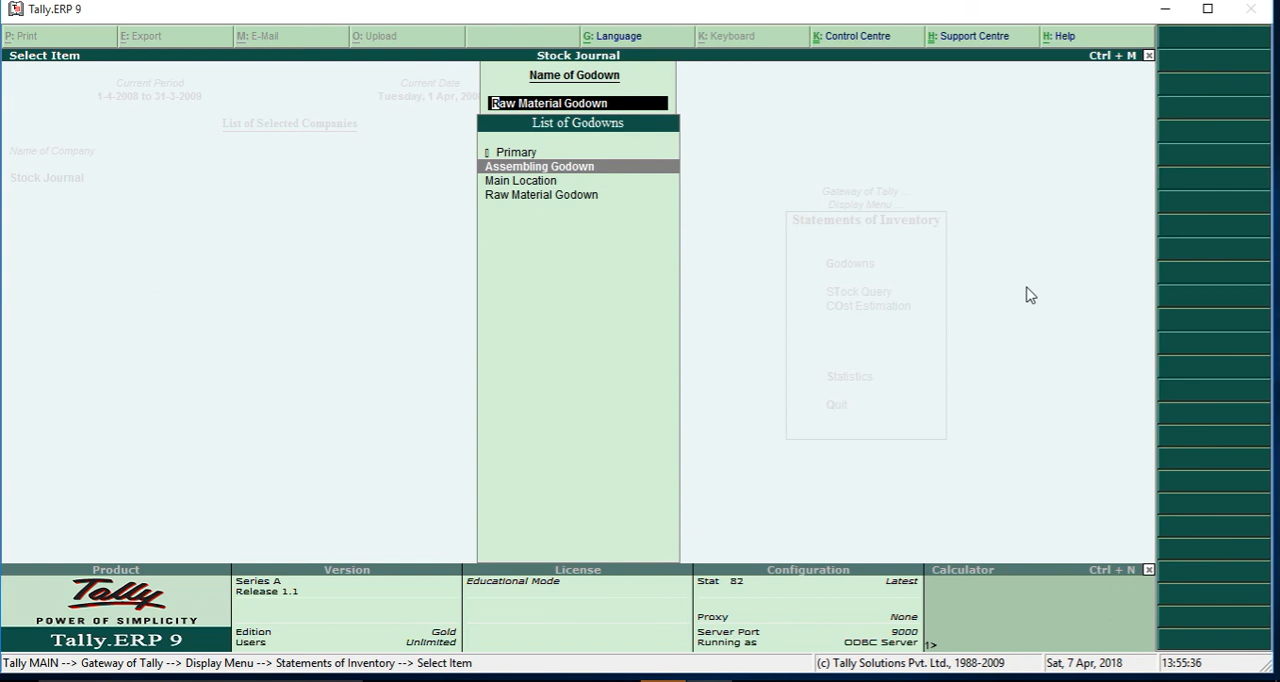 Tally.ERP 9
P: Print
E: Export
M: E-Mail
O: Upload
G: Language
K: Keyboard
K: Control Centre
H: Support Centre
H: Help
Select Item
Stock Journal
Ctrl + M
Current Period
1-4-2008 to 31-3-2009
Current Date
Tuesday, 1 Apr, 200
List of Selected Companies
Name of Company
Stock Journal
Name of Godown
Raw Material Godown
List of Godowns
Primary
Assembling Godown
Main Location
Raw Material Godown
Gateway of Tally ...
Display Menu ...
Statements of Inventory
Godowns
STock Query
COst Estimation
Statistics
Quit
Product
Tally
POWER OF SIMPLICITY
Tally.ERP 9
Version
Series A
Release 1.1
Edition Gold
Users Unlimited
License
Educational Mode
Configuration
Stat 82 Latest
Proxy None
Server Port 9000
Running as ODBC Server
Calculator
Ctrl + N
1>
Tally MAIN --> Gateway of Tally --> Display Menu --> Statements of Inventory --> Select Item
(c) Tally Solutions Pvt. Ltd., 1988-2009
Sat, 7 Apr, 2018
13:55:36